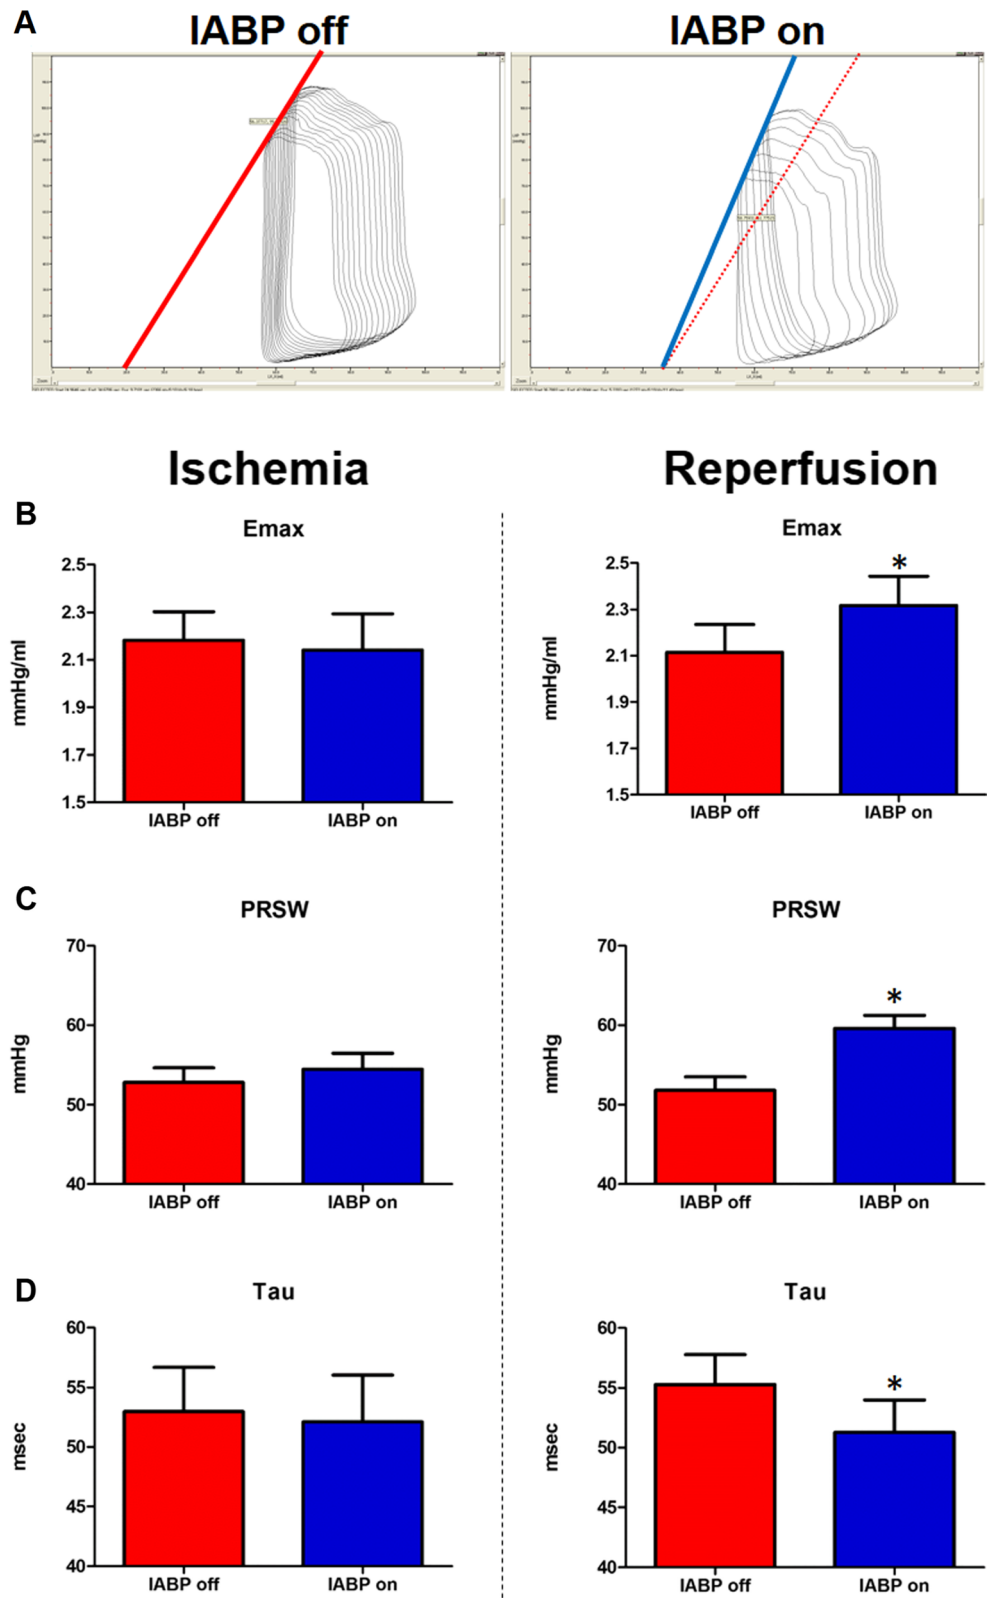 A
IABP off
IABP on
Ischemia
Reperfusion
B
Emax
Emax
2.5
2.3
2.1
1.9
1.7
1.5
mmHg/ml
IABP off
IABP on
2.5
2.3
2.1
1.9
1.7
1.5
mmHg/ml
*
IABP off
IABP on
C
PRSW
PRSW
70
60
50
40
mmHg
IABP off
IABP on
70
60
50
40
mmHg
*
IABP off
IABP on
D
Tau
Tau
60
55
50
45
40
msec
IABP off
IABP on
60
55
50
45
40
msec
*
IABP off
IABP on